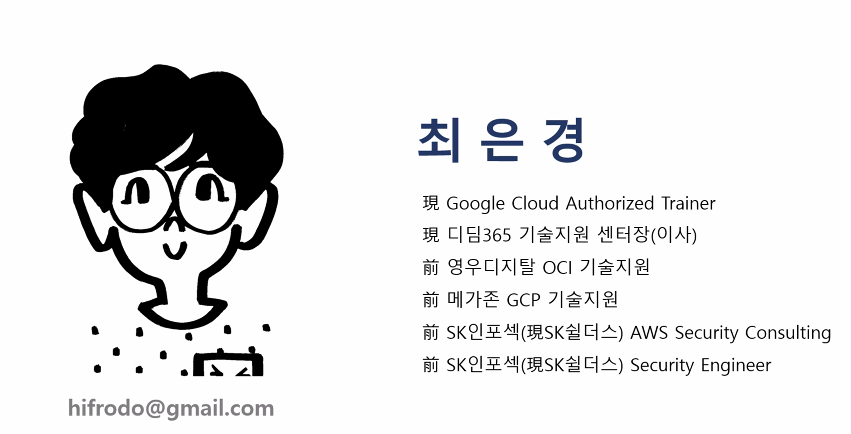 최 은 경
現 Google Cloud Authorized Trainer
現 디딤365 기술지원 센터장(이사)
前 영우디지탈 OCI 기술지원
前 메가존 GCP 기술지원
前 SK인포섹(現SK쉴더스) AWS Security Consulting
前 SK인포섹(現SK쉴더스) Security Engineer
hifrodo@gmail.com